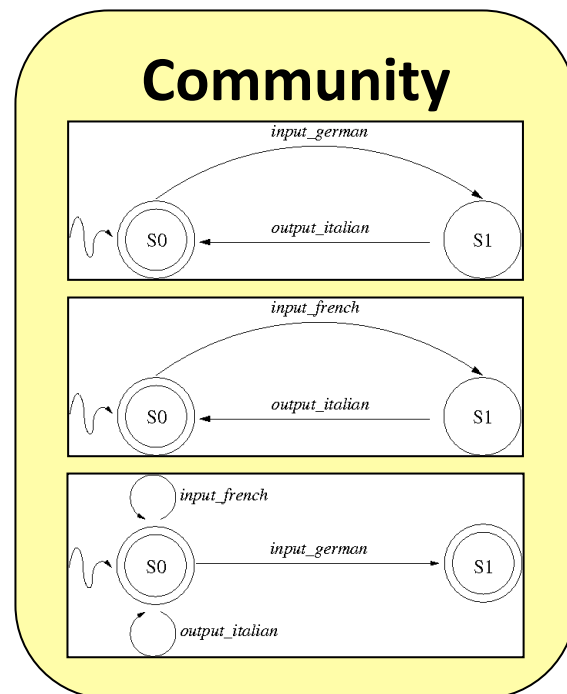 Community
input_german
S0
output_italian
S1
input_french
S0
output_italian
S1
input_french
S0
input_german
S1
output_italian